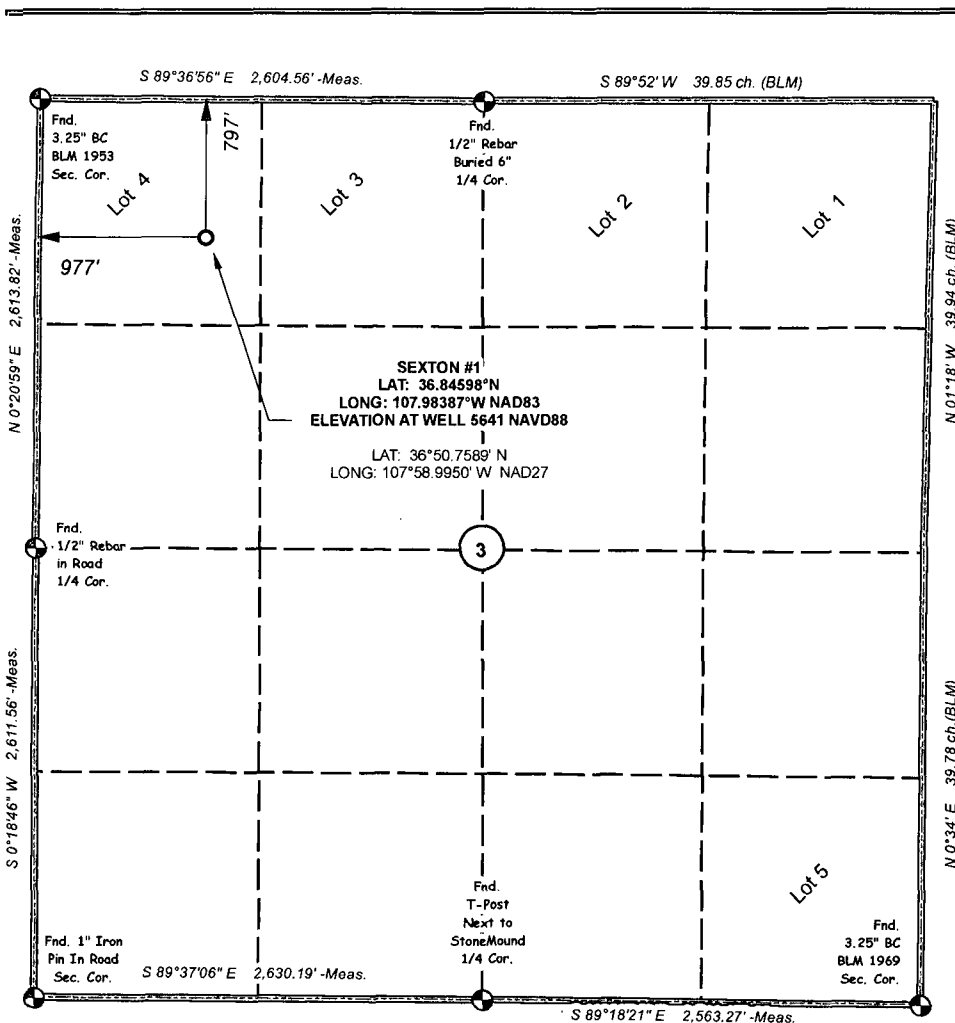 S 89°36'56" E 2,604.56' -Meas.
S 89°52' W 39.85 ch. (BLM)
Fnd.
3.25" BC
BLM 1953
Sec. Cor.
797'
Fnd.
1/2" Rebar
Buried 6"
1/4 Cor.
Lot 4
Lot 3
Lot 2
Lot 1
977'
N 0°20'59" E 2,613.82' -Meas.
N 01°18' W 39.94 ch. (BLM)
SEXTON #1
LAT: 36.84598°N
LONG: 107.98387°W NAD83
ELEVATION AT WELL 5641 NAVD88
LAT: 36°50.7589' N
LONG: 107°58.9950' W NAD27
Fnd.
1/2" Rebar
in Road
1/4 Cor.
3
S 0°18'46" W 2,611.56' -Meas.
N 0°34' E 39.78 ch.(BLM)
Lot 5
Fnd.
T-Post
Next to
StoneMound
1/4 Cor.
Fnd. 1" Iron
Pin In Road
Sec. Cor.
Fnd.
3.25" BC
BLM 1969
Sec. Cor.
S 89°37'06" E 2,630.19' -Meas.
S 89°18'21" E 2,563.27' -Meas.